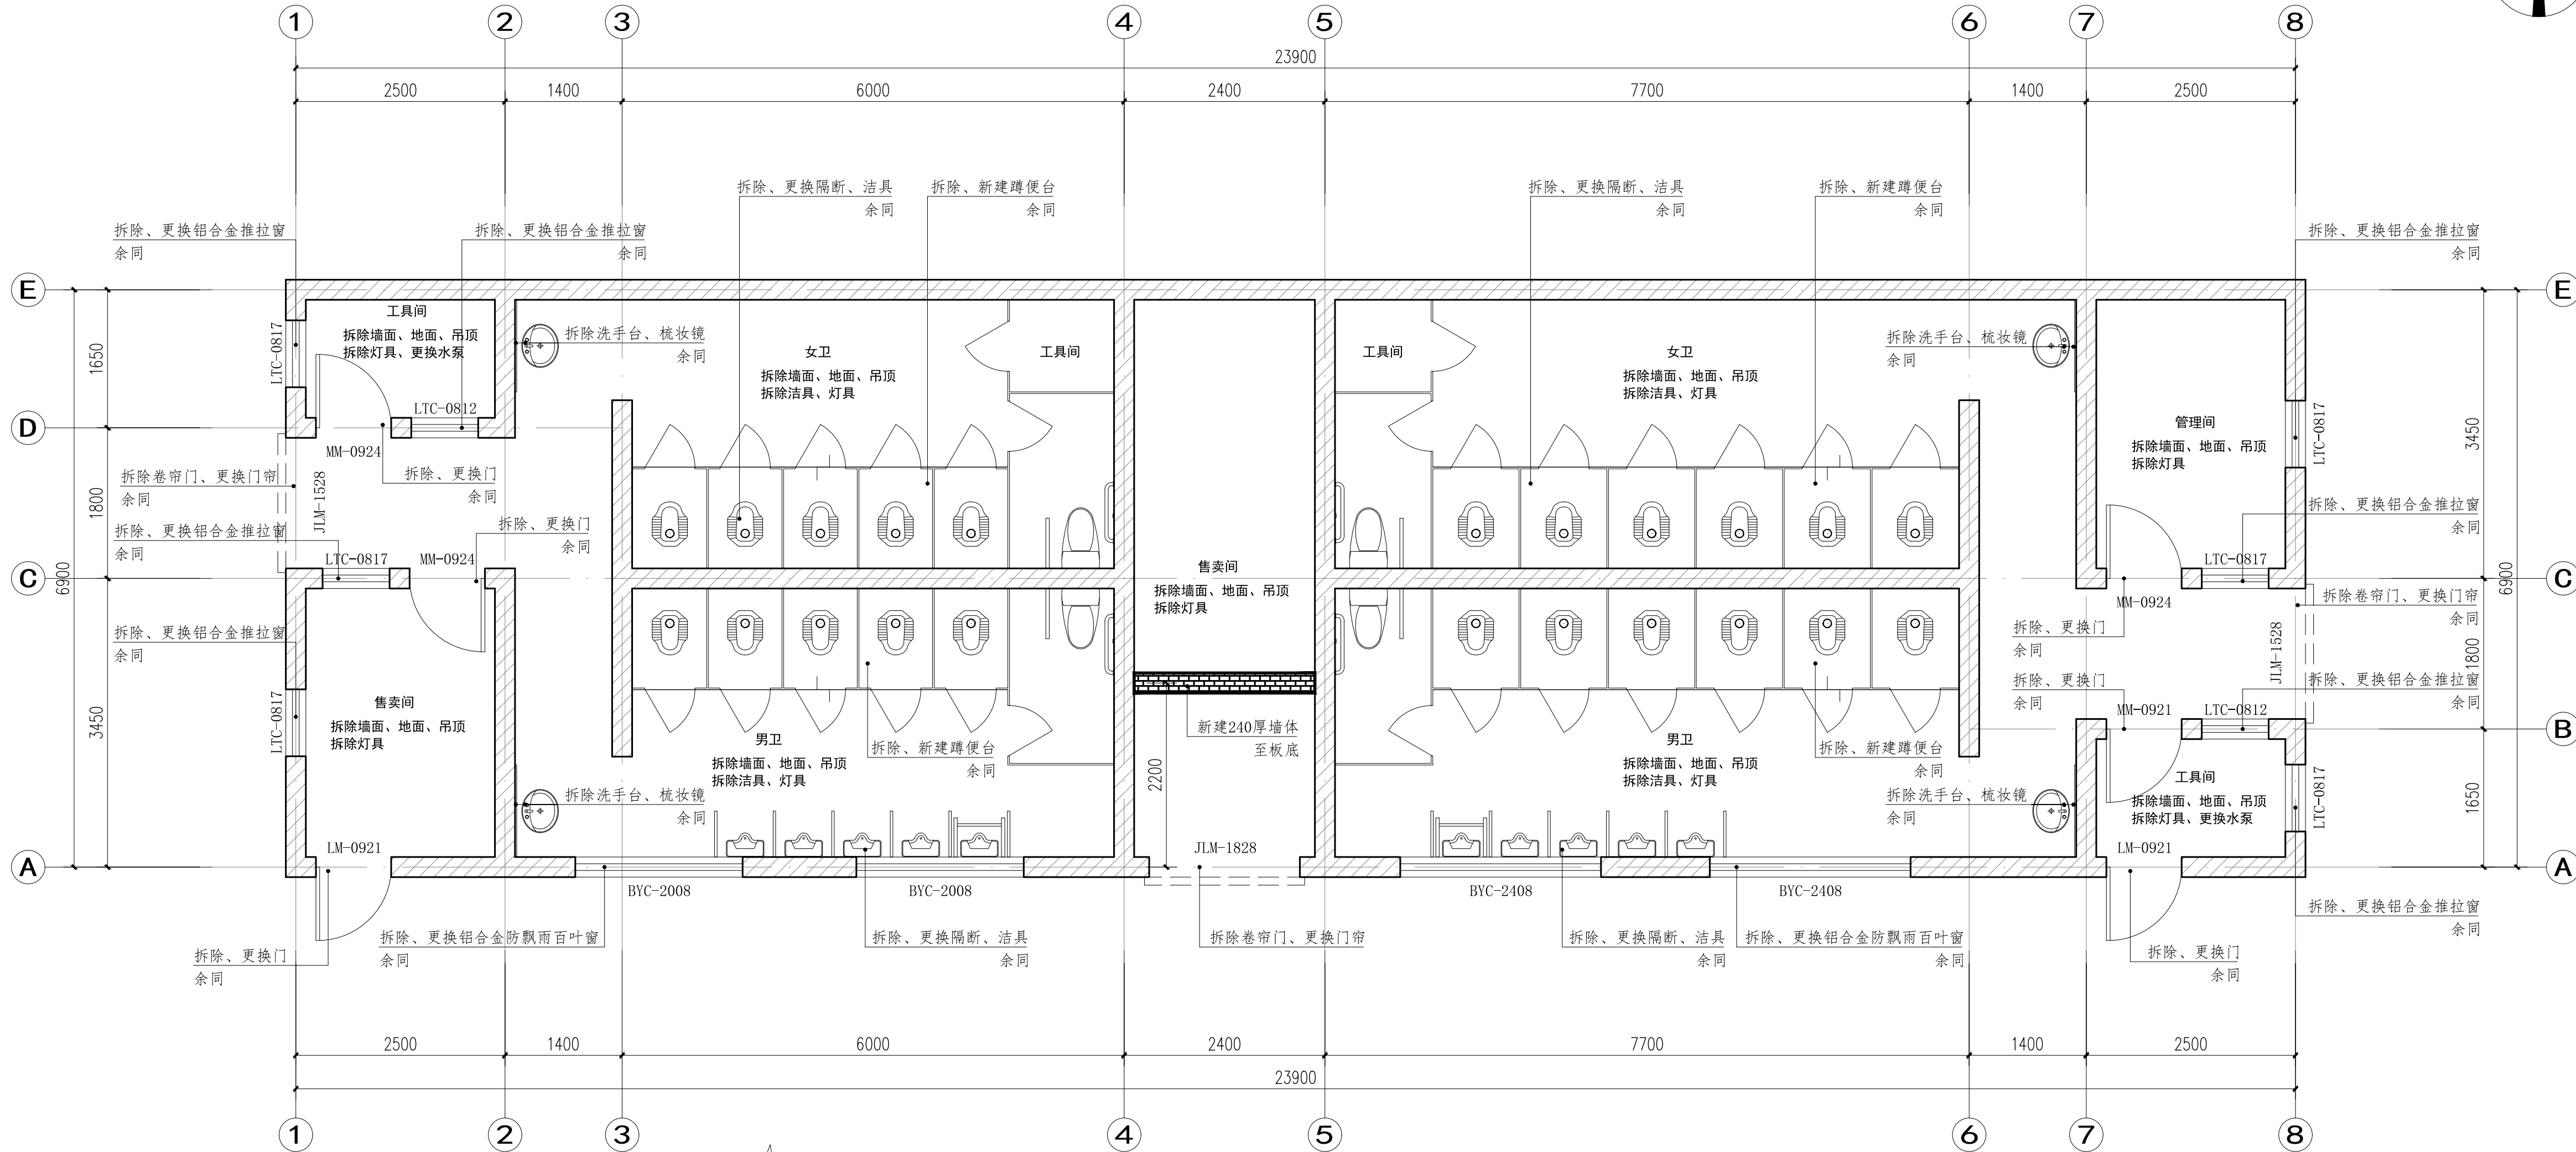 1 2 3 4 5 6 7 8
23900
2500 1400 6000 2400 7700 1400 2500
拆除、更换隔断、洁具
余同
拆除、新建蹲便台
余同
拆除、更换隔断、洁具
余同
拆除、新建蹲便台
余同
拆除、更换铝合金推拉窗
余同
拆除、更换铝合金推拉窗
余同
拆除、更换铝合金推拉窗
余同
E
E
工具间
拆除墙面、地面、吊顶
拆除灯具、更换水泵
LTC-0817
1650
LTC-0812
拆除洗手台、梳妆镜
余同
女卫
拆除墙面、地面、吊顶
拆除洁具、灯具
工具间
工具间
女卫
拆除墙面、地面、吊顶
拆除洁具、灯具
拆除洗手台、梳妆镜
余同
管理间
拆除墙面、地面、吊顶
拆除灯具
LTC-0817
3450
D
D
MM-0924
拆除、更换门
余同
拆除卷帘门、更换门帘
余同
JLM-1528
1800
6900
拆除、更换铝合金推拉窗
余同
LTC-0817
MM-0924
拆除、更换门
余同
拆除、更换铝合金推拉窗
余同
LTC-0817
C
C
6900
售卖间
拆除墙面、地面、吊顶
拆除灯具
MM-0924
拆除、更换门
余同
拆除卷帘门、更换门帘
余同
JLM-1528
1800
拆除、更换铝合金推拉窗
余同
拆除、更换铝合金推拉窗
余同
拆除、更换门
余同
MM-0921
LTC-0812
LTC-0817
3450
售卖间
拆除墙面、地面、吊顶
拆除灯具
男卫
拆除墙面、地面、吊顶
拆除洁具、灯具
拆除、新建蹲便台
余同
新建240厚墙体
至板底
2200
男卫
拆除墙面、地面、吊顶
拆除洁具、灯具
拆除、新建蹲便台
余同
B
拆除洗手台、梳妆镜
余同
拆除洗手台、梳妆镜
余同
工具间
拆除墙面、地面、吊顶
拆除灯具、更换水泵
LTC-0817
1650
LM-0921
JLM-1828
LM-0921
A
A
BYC-2008
BYC-2008
BYC-2408
BYC-2408
拆除、更换门
余同
拆除、更换铝合金防飘雨百叶窗
余同
拆除、更换隔断、洁具
余同
拆除卷帘门、更换门帘
拆除、更换隔断、洁具
余同
拆除、更换铝合金防飘雨百叶窗
余同
拆除、更换门
余同
拆除、更换铝合金推拉窗
余同
2500 1400 6000 2400 7700 1400 2500
23900
1 2 3 4 5 6 7 8